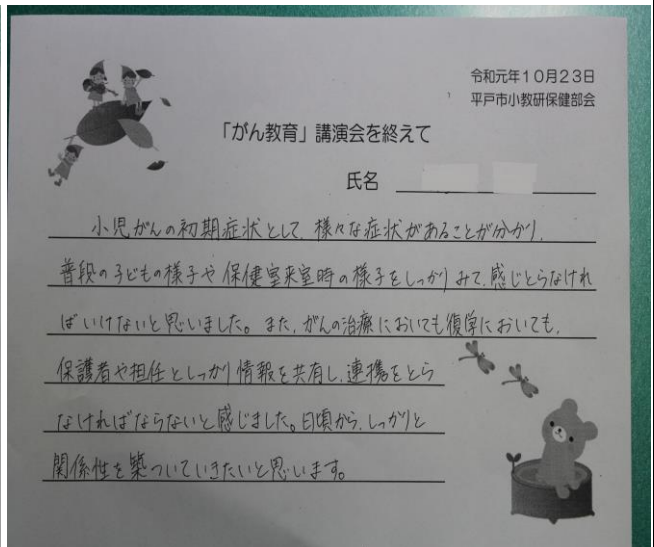 令和元年10月23日
平戸市小教研保健部会
「がん教育」講演会を終えて
氏名
小児がんの初期症状として、様々な症状があることが分かり、
普段の子どもの様子や保健室来室時の様子をしっかりみて、感じとらなけれ
ばいけないと思いました。また、がんの治療においても復学においても、
保護者や担任としっかり情報を共有し、連携をとら
なければならないと感じました。日頃から、しっかりと
関係性を築ついていきたいと思います。